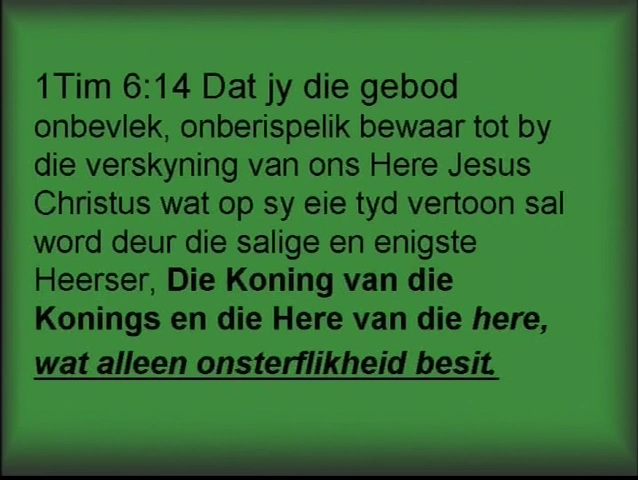 1Tim 6:14 Dat jy die gebod
onbevlek, onberispelik bewaar tot by
die verskyning van ons Here Jesus
Christus wat op sy eie tyd vertoon sal
word deur die salige en enigste
Heerser, Die Koning van die
Konings en die Here van die here,
wat alleen onsterflikheid besit.